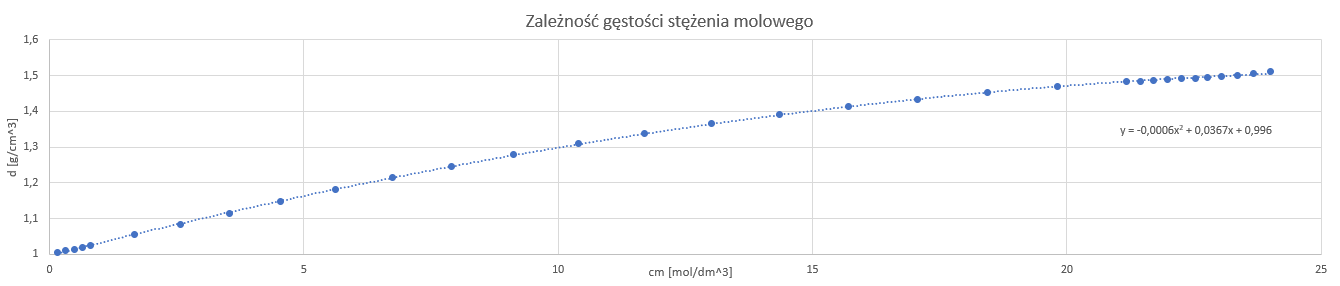 Zależność gęstości stężenia molowego
1,6
1,5
1,4
1,3
1,2
1,1
1
d [g/cm^3]
y = -0,0006x² + 0,0367x + 0,996
0 5 10 15 20 25
cm [mol/dm^3]